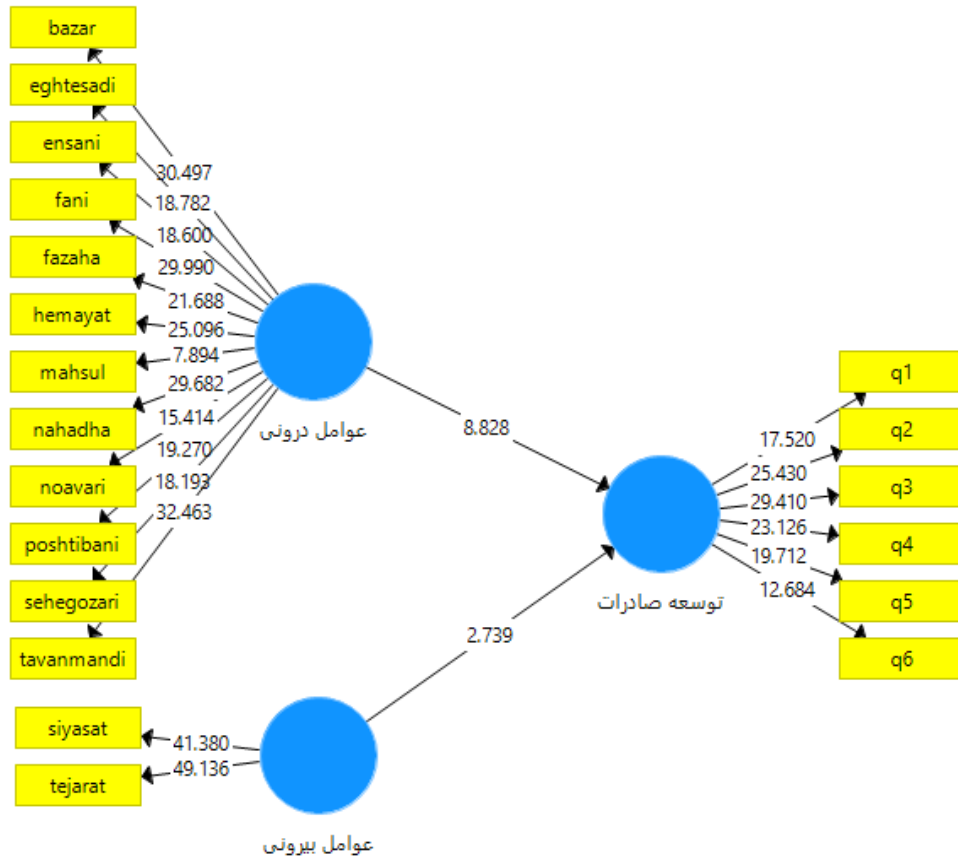 bazar
eghtesadi
ensani
fani
fazaha
hemayat
mahsul
nahadha
noavari
poshtibani
sehegozari
tavanmandi
30.497
18.782
18.600
29.990
21.688
25.096
7.894
29.682
15.414
19.270
18.193
32.463
عوامل درونی
8.828
siyasat
tejarat
41.380
49.136
عوامل بیرونی
2.739
توسعه صادرات
17.520
25.430
29.410
23.126
19.712
12.684
q1
q2
q3
q4
q5
q6